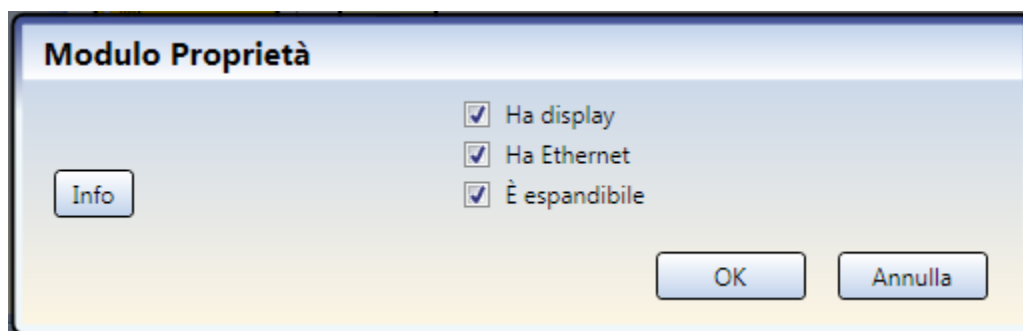 Modulo Proprietà
Ha display
Ha Ethernet
Info
È espandibile
OK
Annulla